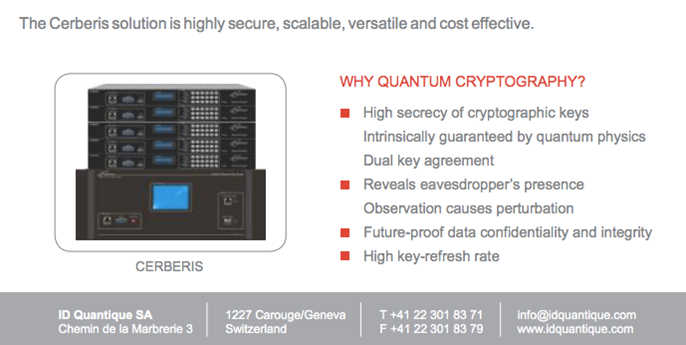 The Cerberis solution is highly secure, scalable, versatile and cost effective.
WHY QUANTUM CRYPTOGRAPHY?
High secrecy of cryptographic keys
Intrinsically guaranteed by quantum physics
Dual key agreement
Reveals eavesdropper's presence
Observation causes perturbation
Future-proof data confidentiality and integrity
High key-refresh rate
CERBERIS
ID Quantique SA
Chemin de la Marbrerie 3
1227 Carouge/Geneva
Switzerland
T +41 22 301 83 71
F +41 22 301 83 79
info@idquantique.com
www.idquantique.com